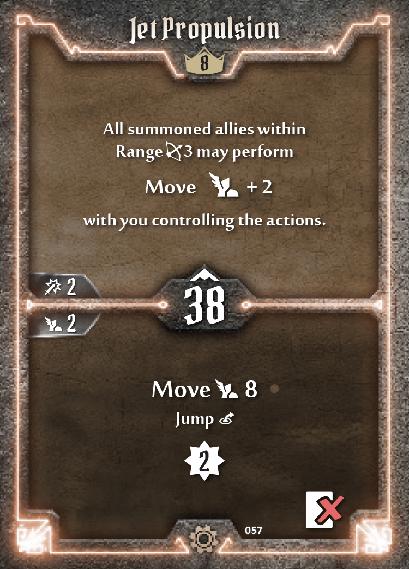 Jet Propulsion
8
All summoned allies within
Range 3 may perform
Move + 2
with you controlling the actions.
2
38
2
Move 8
Jump
2
057